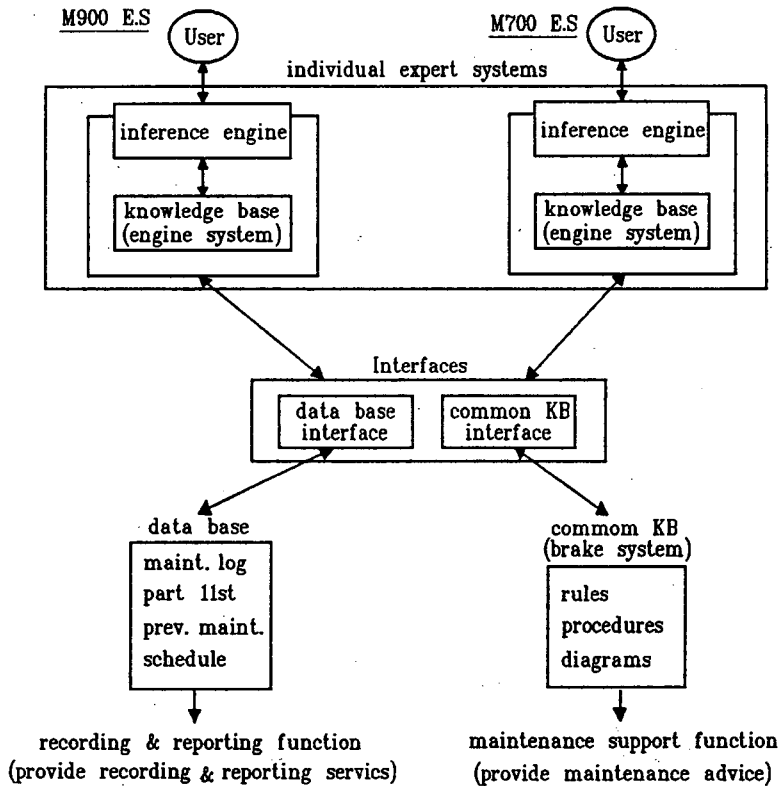 M900 E.S
User
M700 E.S
User
individual expert systems
inference engine
inference engine
knowledge base
(engine system)
knowledge base
(engine system)
Interfaces
data base
interface
common KB
interface
data base
maint. log
part 11st
prev. maint.
schedule
commom KB
(brake system)
rules
procedures
diagrams
recording & reporting function
(provide recording & reporting servics)
maintenance support function
(provide maintenance advice)